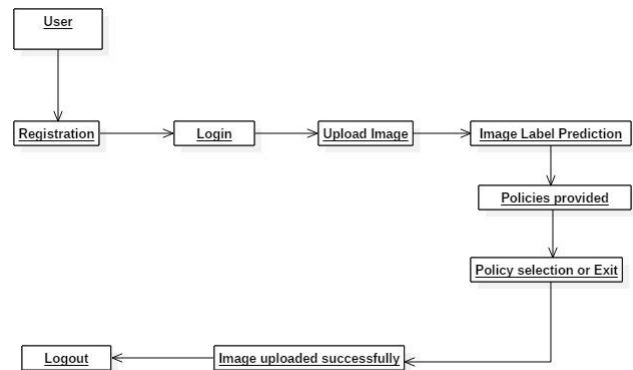 User
Registration
Login
Upload Image
Image Label Prediction
Policies provided
Policy selection or Exit
Image uploaded successfully
Logout